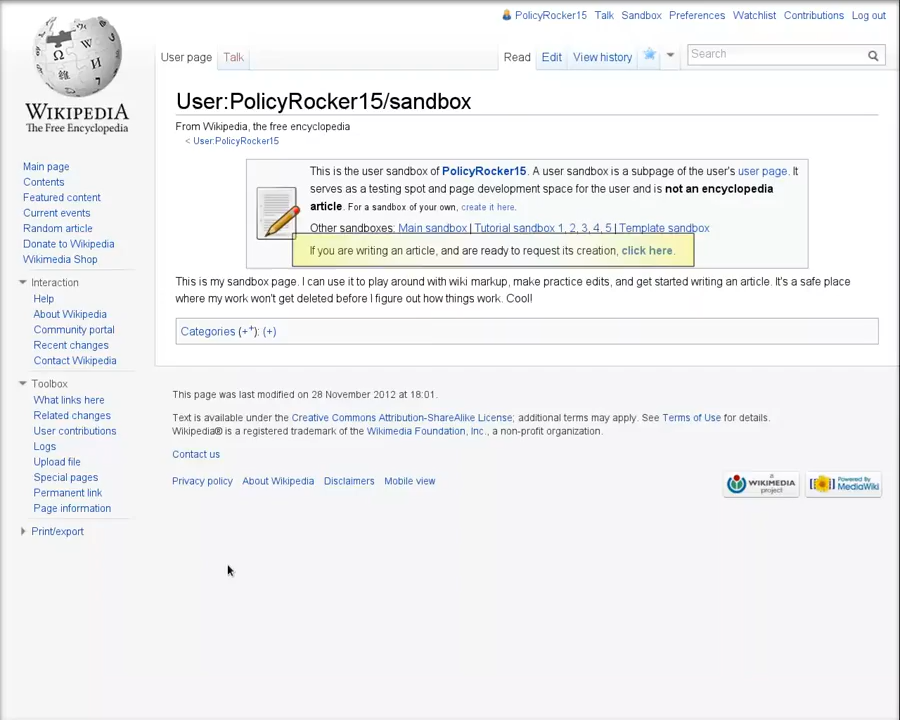 PolicyRocker15 Talk Sandbox Preferences Watchlist Contributions Log out
User page Talk Read Edit View history Search
WIKIPEDIA
The Free Encyclopedia
Main page
Contents
Featured content
Current events
Random article
Donate to Wikipedia
Wikimedia Shop
Interaction
Help
About Wikipedia
Community portal
Recent changes
Contact Wikipedia
Toolbox
What links here
Related changes
User contributions
Logs
Upload file
Special pages
Permanent link
Page information
Print/export
User:PolicyRocker15/sandbox
From Wikipedia, the free encyclopedia
< User:PolicyRocker15
This is the user sandbox of PolicyRocker15. A user sandbox is a subpage of the user's user page. It
serves as a testing spot and page development space for the user and is not an encyclopedia
article. For a sandbox of your own, create it here.
Other sandboxes: Main sandbox | Tutorial sandbox 1, 2, 3, 4, 5 | Template sandbox
If you are writing an article, and are ready to request its creation, click here.
This is my sandbox page. I can use it to play around with wiki markup, make practice edits, and get started writing an article. It's a safe place
where my work won't get deleted before I figure out how things work. Cool!
Categories (++): (+)
This page was last modified on 28 November 2012 at 18:01.
Text is available under the Creative Commons Attribution-ShareAlike License; additional terms may apply. See Terms of Use for details.
Wikipedia® is a registered trademark of the Wikimedia Foundation, Inc., a non-profit organization.
Contact us
Privacy policy About Wikipedia Disclaimers Mobile view
A
WIKIMEDIA
project
Powered by
MediaWiki